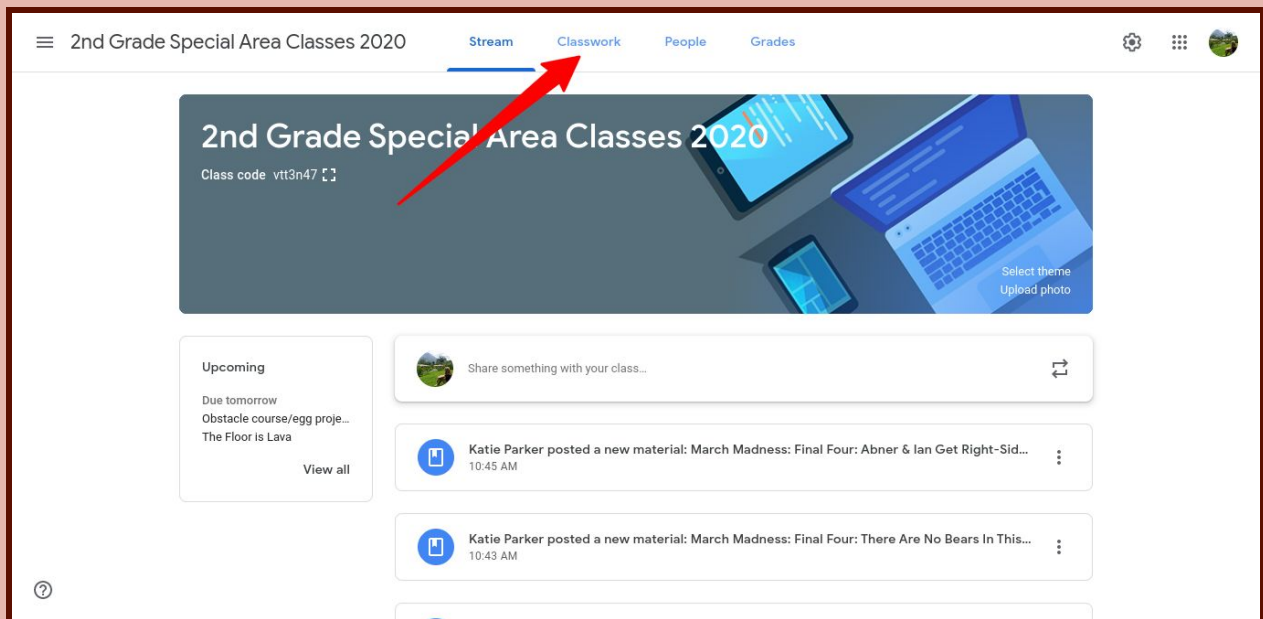 2nd Grade Special Area Classes 2020
Stream
Classwork
People
Grades
2nd Grade Special Area Classes 2020
Class code vtt3n47
Select theme
Upload photo
Upcoming
Due tomorrow
Obstacle course/egg proje...
The Floor is Lava
View all
Share something with your class...
Katie Parker posted a new material: March Madness: Final Four: Abner & Ian Get Right-Sid...
10:45 AM
Katie Parker posted a new material: March Madness: Final Four: There Are No Bears In This...
10:43 AM